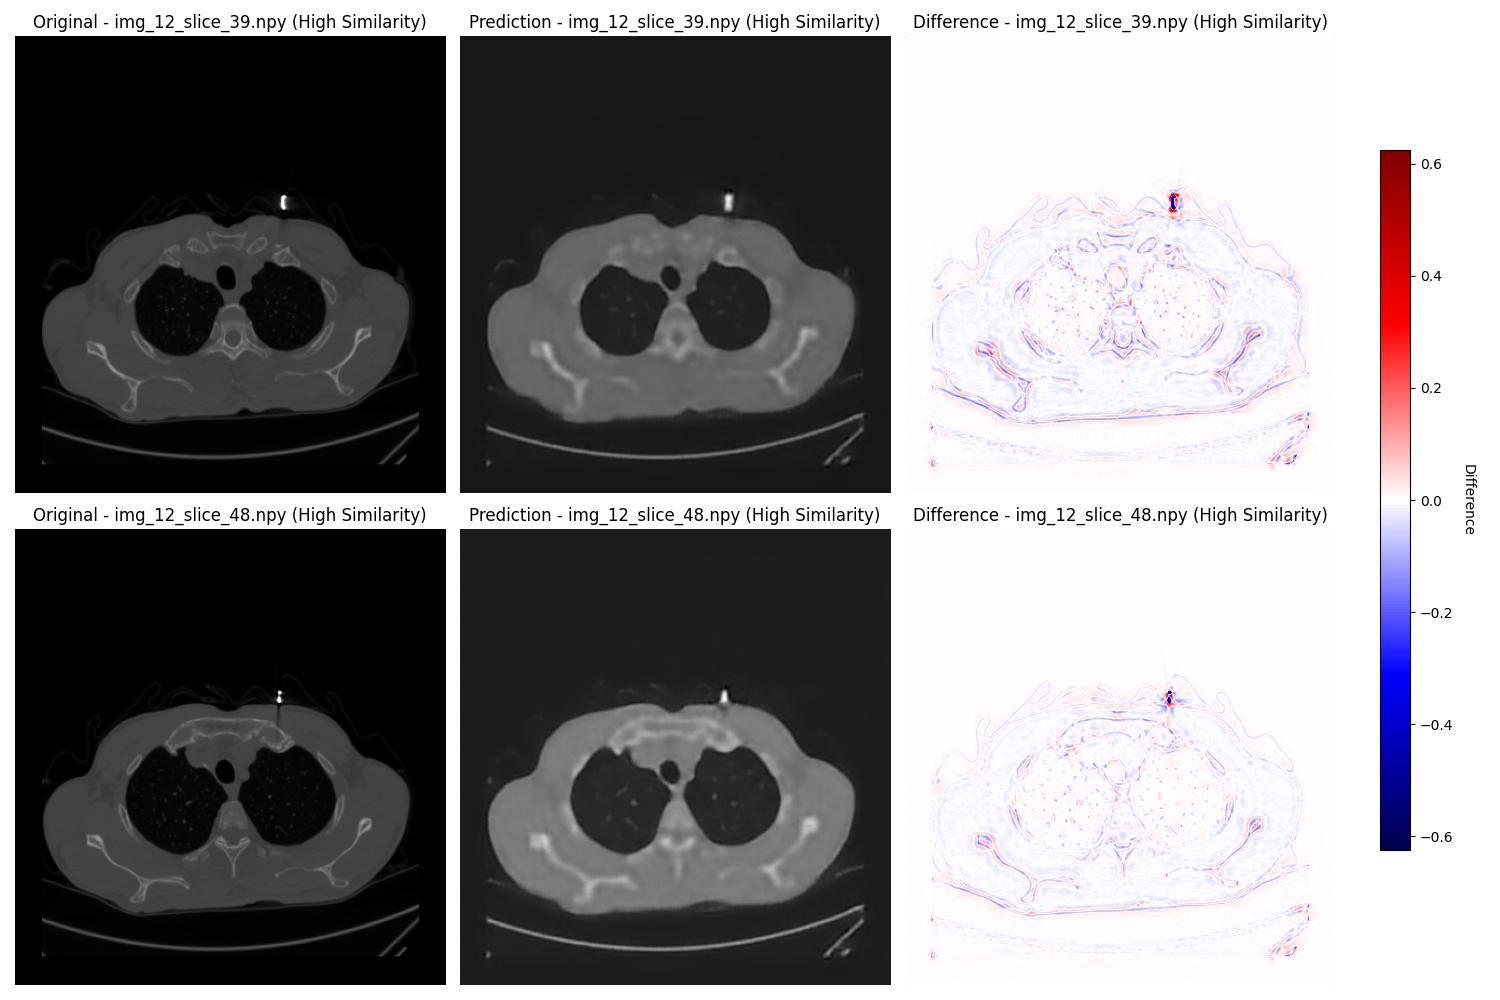 Original - img_12_slice_39.npy (High Similarity)
Prediction - img_12_slice_39.npy (High Similarity)
Difference - img_12_slice_39.npy (High Similarity)
Original - img_12_slice_48.npy (High Similarity)
Prediction - img_12_slice_48.npy (High Similarity)
Difference - img_12_slice_48.npy (High Similarity)
0.6
0.4
0.2
0.0
−0.2
−0.4
−0.6
Difference